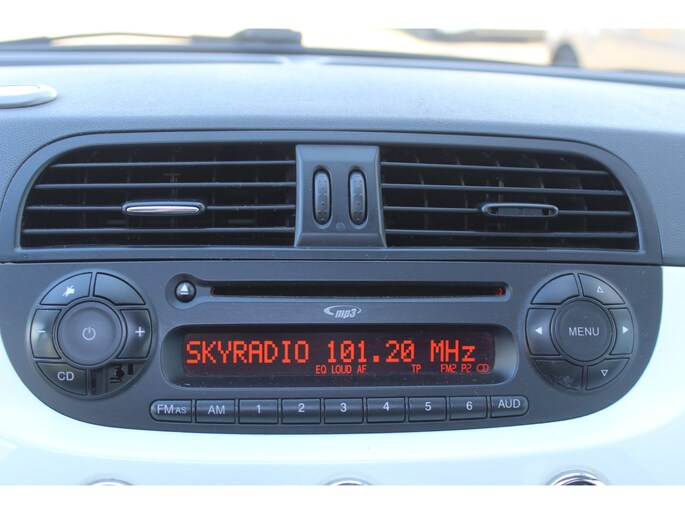 mp3
SKYRADIO 101.20 MHz
EQ LOUD AF TP FM2 P2 CD
MENU
CD
FM AS AM 1 2 3 4 5 6 AUD